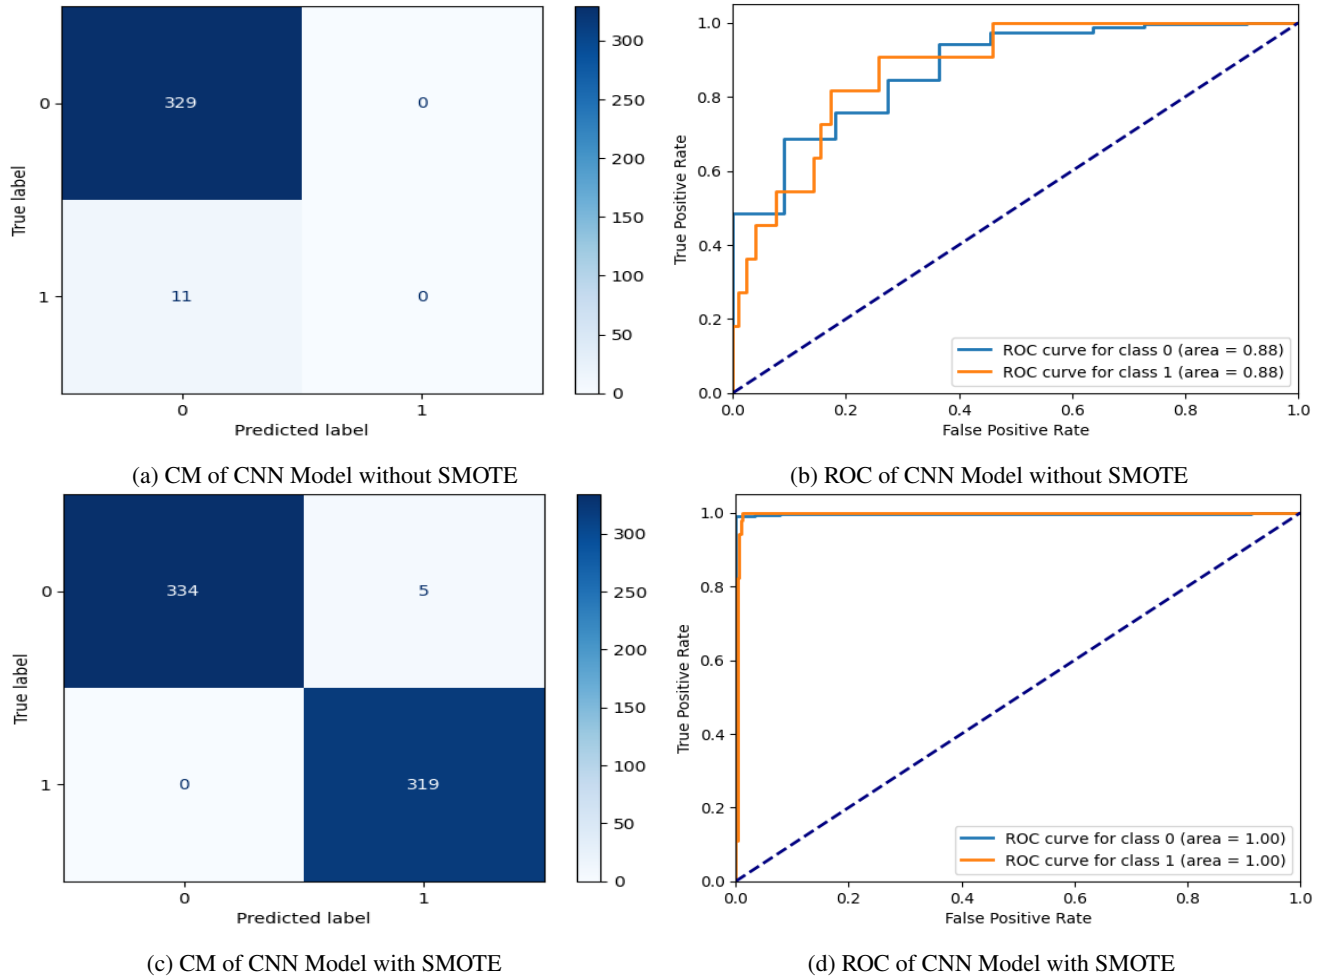 300
250
200
150
100
50
0
0
1
True label
329
0
11
0
0
1
Predicted label
(a) CM of CNN Model without SMOTE
1.0
0.8
0.6
0.4
0.2
0.0
True Positive Rate
ROC curve for class 0 (area = 0.88)
ROC curve for class 1 (area = 0.88)
0.0 0.2 0.4 0.6 0.8 1.0
False Positive Rate
(b) ROC of CNN Model without SMOTE
0
1
True label
334
5
0
319
0
1
Predicted label
300
250
200
150
100
50
0
(c) CM of CNN Model with SMOTE
1.0
0.8
0.6
0.4
0.2
0.0
True Positive Rate
ROC curve for class 0 (area = 1.00)
ROC curve for class 1 (area = 1.00)
0.0 0.2 0.4 0.6 0.8 1.0
False Positive Rate
(d) ROC of CNN Model with SMOTE